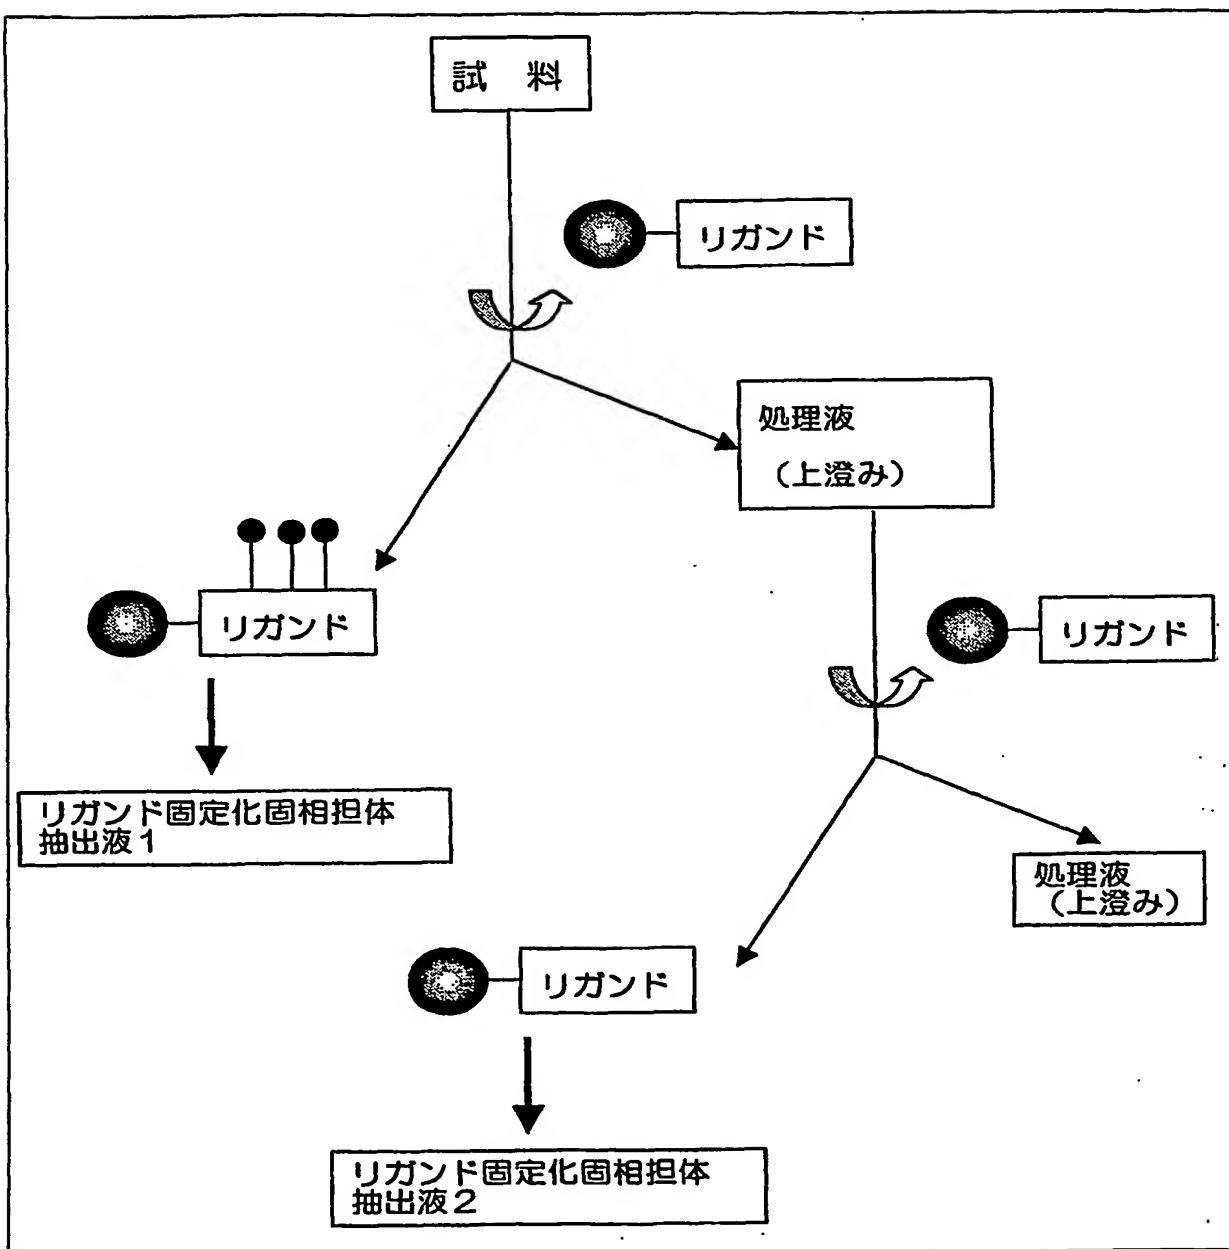 試 料
リガンド
処理液
（上澄み）
リガンド
リガンド
リガンド固定化固相担体
抽出液１
処理液
（上澄み）
リガンド
リガンド固定化固相担体
抽出液２